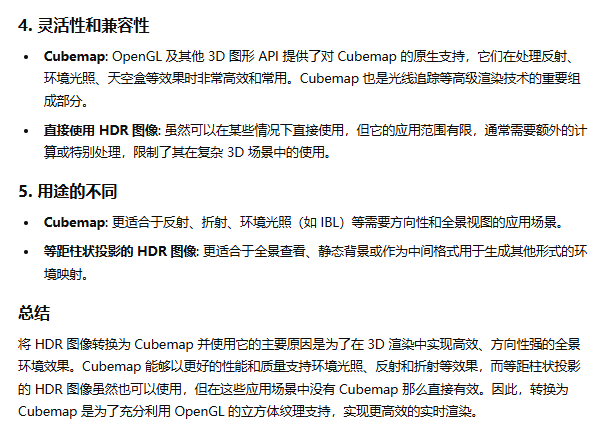 4. 灵活性和兼容性
• Cubemap: OpenGL 及其他 3D 图形 API 提供了对 Cubemap 的原生支持，它们在处理反射、
环境光照、天空盒等效果时非常高效和常用。Cubemap 也是光线追踪等高级渲染技术的重要组
成部分。
• 直接使用 HDR 图像: 虽然可以在某些情况下直接使用，但它的应用范围有限，通常需要额外的计
算或特别处理，限制了其在复杂 3D 场景中的使用。
5. 用途的不同
• Cubemap: 更适合于反射、折射、环境光照（如 IBL）等需要方向性和全景视图的应用场景。
• 等距柱状投影的 HDR 图像: 更适合于全景查看、静态背景或作为中间格式用于生成其他形式的环
境映射。
总结
将 HDR 图像转换为 Cubemap 并使用它的主要原因是为了在 3D 渲染中实现高效、方向性强的全景
环境效果。Cubemap 能够以更好的性能和质量支持环境光照、反射和折射等效果，而等距柱状投影
的 HDR 图像虽然也可以使用，但在这些应用场景中没有 Cubemap 那么直接有效。因此，转换为
Cubemap 是为了充分利用 OpenGL 的立方体纹理支持，实现更高效的实时渲染。